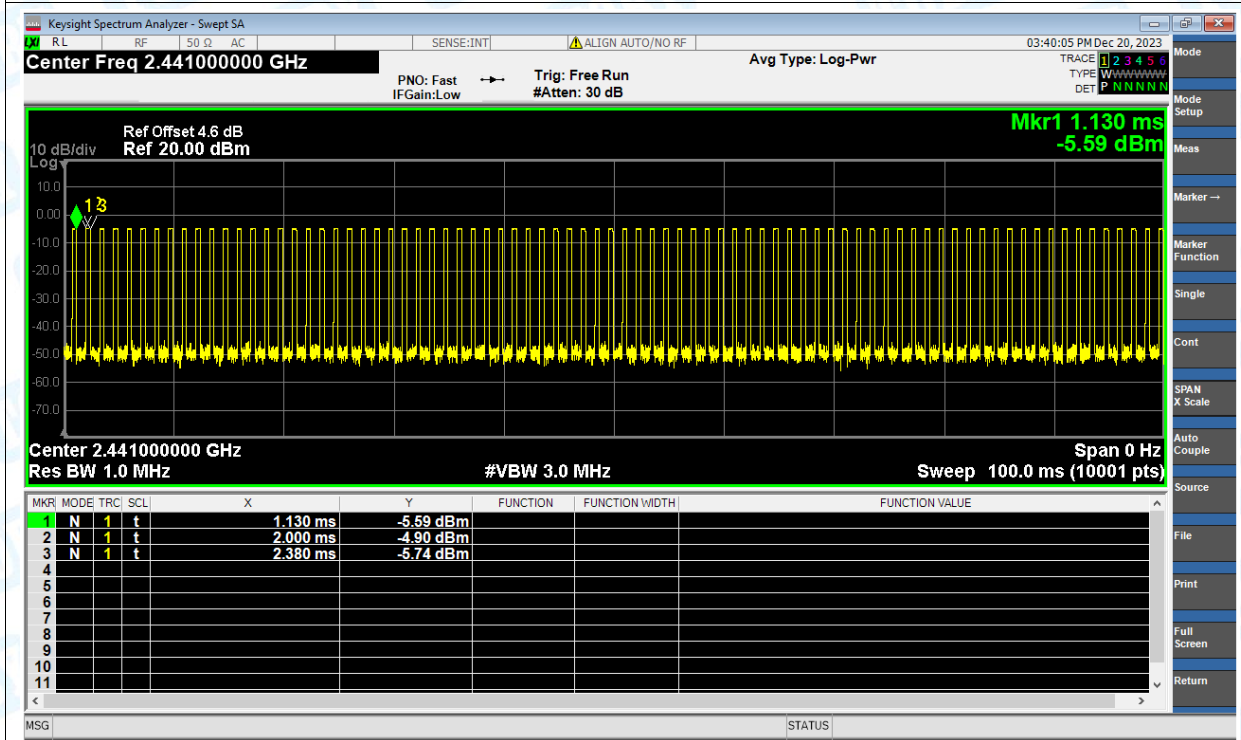 Keysight Spectrum Analyzer - Swept SA
LXI RL RF 50 Ω AC SENSE:INT ALIGN AUTO/NO RF 03:40:05 PM Dec 20, 2023
Center Freq 2.441000000 GHz
PNO: Fast
IFGain:Low
Trig: Free Run
#Atten: 30 dB
Avg Type: Log-Pwr
TRACE 1 2 3 4 5 6
TYPE WWWWWW
DET P N N N N N
Mkr1 1.130 ms
-5.59 dBm
Ref Offset 4.6 dB
10 dB/div Ref 20.00 dBm
Log
10.0
0.00
-10.0
-20.0
-30.0
-40.0
-50.0
-60.0
-70.0
1 3
Center 2.441000000 GHz Span 0 Hz
Res BW 1.0 MHz #VBW 3.0 MHz Sweep 100.0 ms (10001 pts)
MKR MODE TRC SCL X Y FUNCTION FUNCTION WIDTH FUNCTION VALUE
1 N 1 t 1.130 ms -5.59 dBm
2 N 1 t 2.000 ms -4.90 dBm
3 N 1 t 2.380 ms -5.74 dBm
4
5
6
7
8
9
10
11
MSG STATUS
Mode
Mode
Setup
Meas
Marker→
Marker
Function
Single
Cont
SPAN
X Scale
Auto
Couple
Source
File
Print
Full
Screen
Return